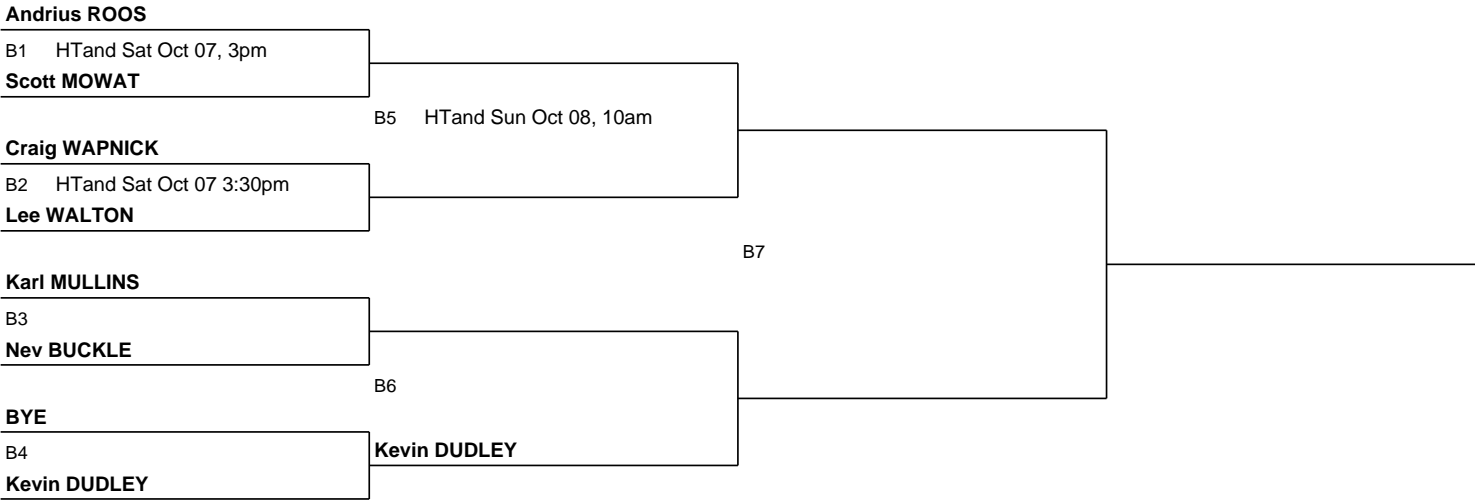 Andrius ROOS
B1 HTand Sat Oct 07, 3pm
Scott MOWAT
B5 HTand Sun Oct 08, 10am
Craig WAPNICK
B2 HTand Sat Oct 07 3:30pm
Lee WALTON
B7
Karl MULLINS
B3
Nev BUCKLE
B6
BYE
B4
Kevin DUDLEY
Kevin DUDLEY